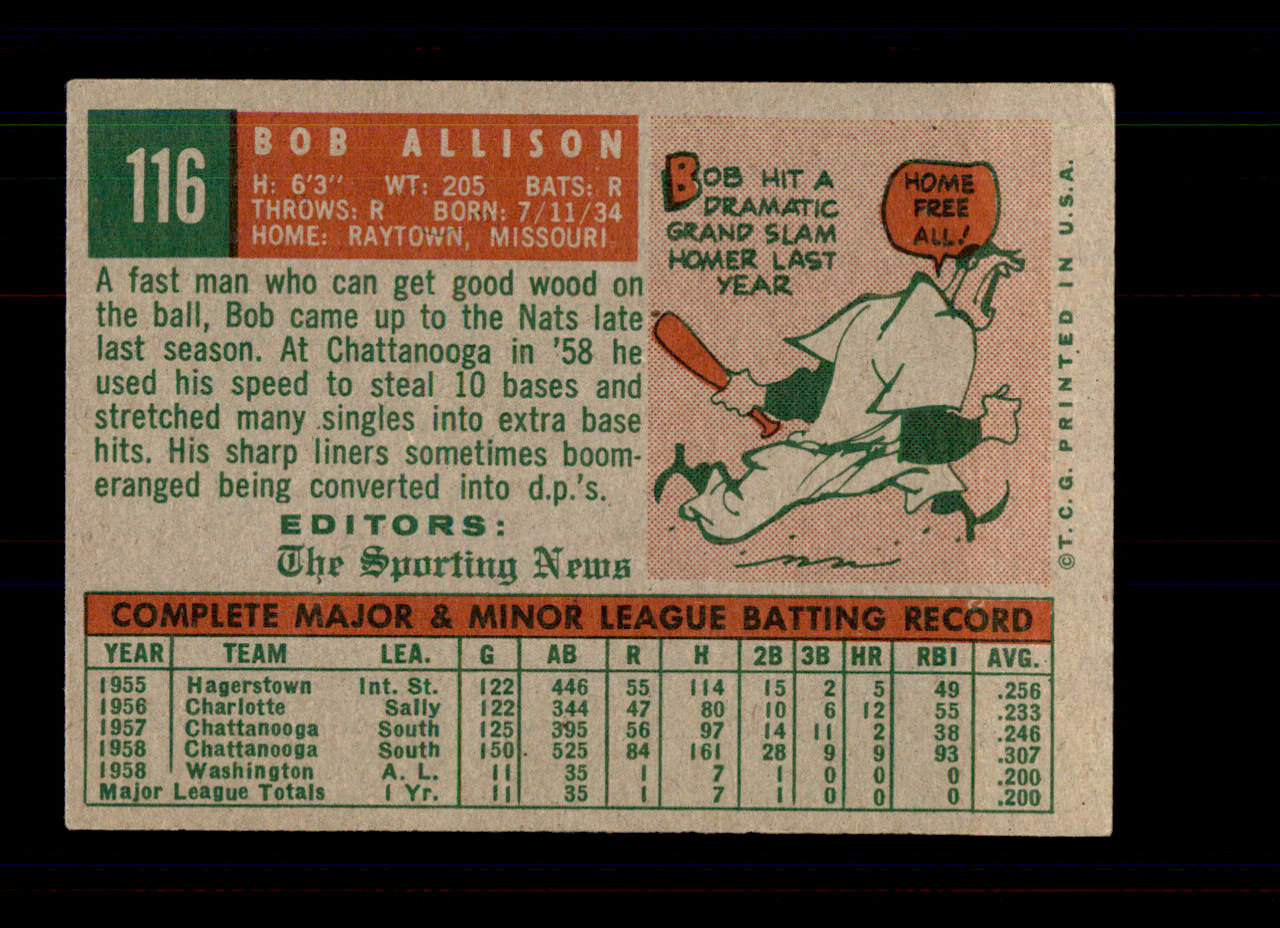 116
BOB ALLISON
H: 6'3" WT: 205 BATS: R
THROWS: R BORN: 7/11/34
HOME: RAYTOWN, MISSOURI
A fast man who can get good wood on
the ball, Bob came up to the Nats late
last season. At Chattanooga in '58 he
used his speed to steal 10 bases and
stretched many singles into extra base
hits. His sharp liners sometimes boom-
eranged being converted into d.p.'s.
EDITORS:
The Sporting News
BOB HIT A
DRAMATIC
GRAND SLAM
HOMER LAST
YEAR
HOME
FREE
ALL!
©T. C. G. PRINTED IN U.S.A.
COMPLETE MAJOR & MINOR LEAGUE BATTING RECORD
YEAR TEAM LEA. G AB R H 2B 3B HR RBI AVG.
1955 Hagerstown Int. St. 122 446 55 114 15 2 5 49 .256
1956 Charlotte Sally 122 344 47 80 10 6 12 55 .233
1957 Chattanooga South 125 395 56 97 14 11 2 38 .246
1958 Chattanooga South 150 525 84 161 28 9 9 93 .307
1958 Washington A. L. 11 35 1 7 1 0 0 0 .200
Major League Totals 1 Yr. 11 35 1 7 1 0 0 0 .200